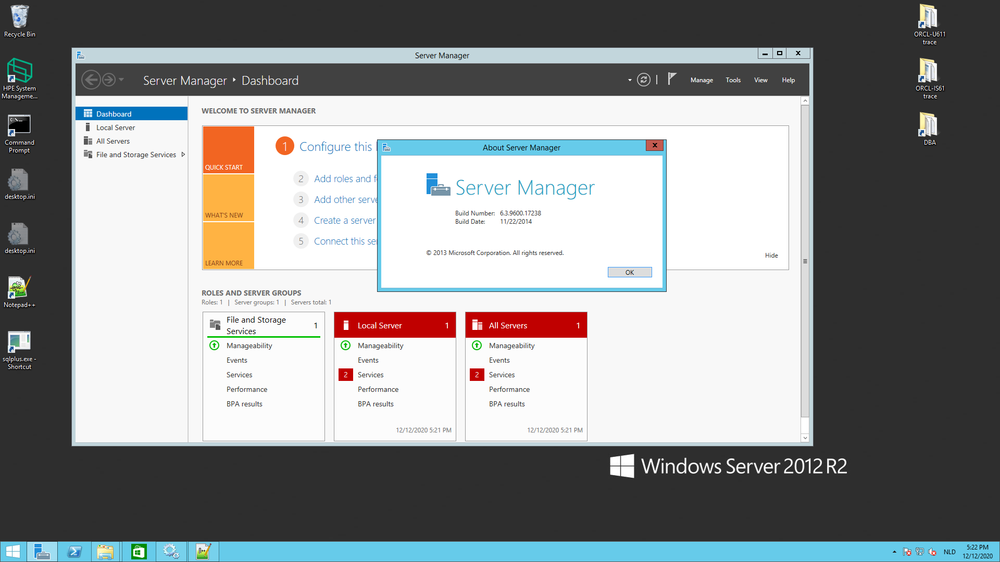 Recycle Bin
HPE System
Manageme...
Command
Prompt
desktop.ini
desktop.ini
Notepad++
sqlplus.exe -
Shortcut
ORCL-U611
trace
ORCL-IS61
trace
DBA
Server Manager
Server Manager ‣ Dashboard
Manage Tools View Help
Dashboard
Local Server
All Servers
File and Storage Services
WELCOME TO SERVER MANAGER
QUICK START
WHAT'S NEW
LEARN MORE
1 Configure this
2 Add roles and f
3 Add other serve
4 Create a server
5 Connect this se
Hide
About Server Manager
Server Manager
Build Number: 6.3.9600.17238
Build Date: 11/22/2014
© 2013 Microsoft Corporation. All rights reserved.
OK
ROLES AND SERVER GROUPS
Roles: 1 | Server groups: 1 | Servers total: 1
File and Storage
Services
1
Manageability
Events
Services
Performance
BPA results
Local Server 1
Manageability
Events
2 Services
Performance
BPA results
12/12/2020 5:21 PM
All Servers 1
Manageability
Events
2 Services
Performance
BPA results
12/12/2020 5:21 PM
Windows Server 2012 R2
NLD
5:22 PM
12/12/2020